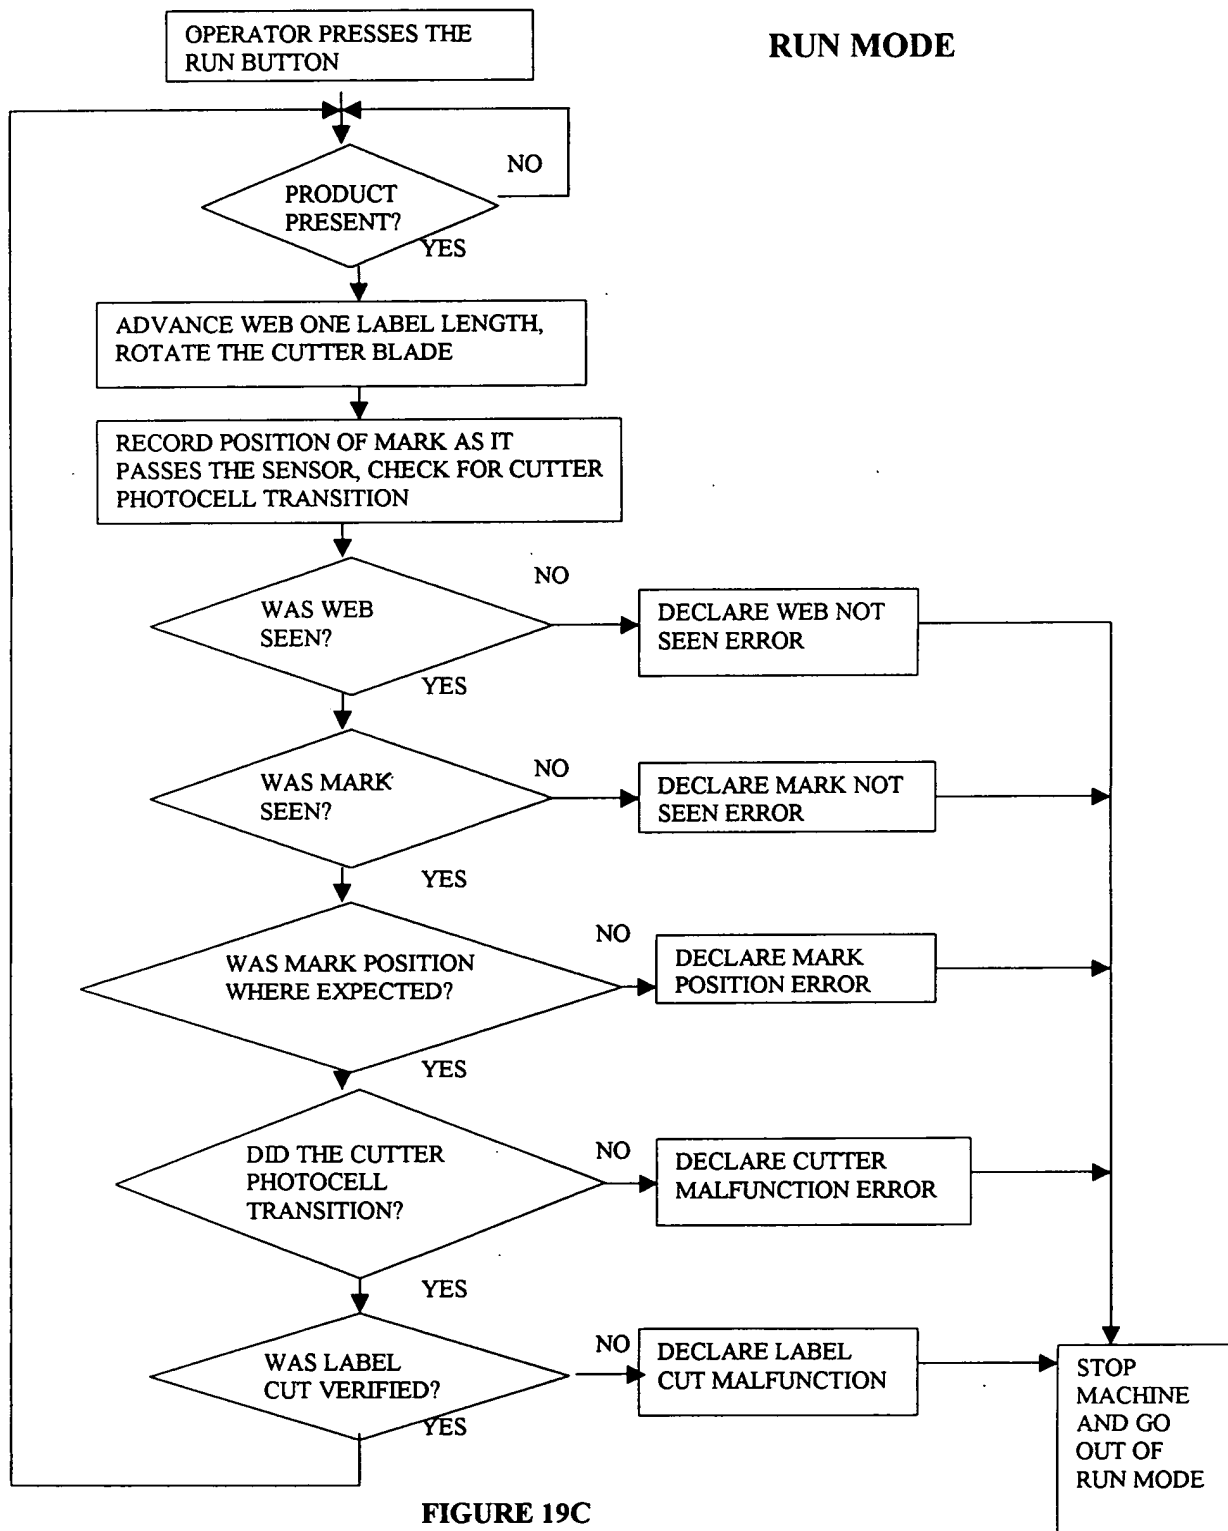 OPERATOR PRESSES THE
RUN BUTTON
RUN MODE
NO
PRODUCT
PRESENT?
YES
ADVANCE WEB ONE LABEL LENGTH,
ROTATE THE CUTTER BLADE
RECORD POSITION OF MARK AS IT
PASSES THE SENSOR, CHECK FOR CUTTER
PHOTOCELL TRANSITION
NO
WAS WEB
SEEN?
DECLARE WEB NOT
SEEN ERROR
YES
NO
WAS MARK
SEEN?
DECLARE MARK NOT
SEEN ERROR
YES
NO
WAS MARK POSITION
WHERE EXPECTED?
DECLARE MARK
POSITION ERROR
YES
NO
DID THE CUTTER
PHOTOCELL
TRANSITION?
DECLARE CUTTER
MALFUNCTION ERROR
YES
NO
WAS LABEL
CUT VERIFIED?
DECLARE LABEL
CUT MALFUNCTION
YES
STOP
MACHINE
AND GO
OUT OF
RUN MODE
FIGURE 19C